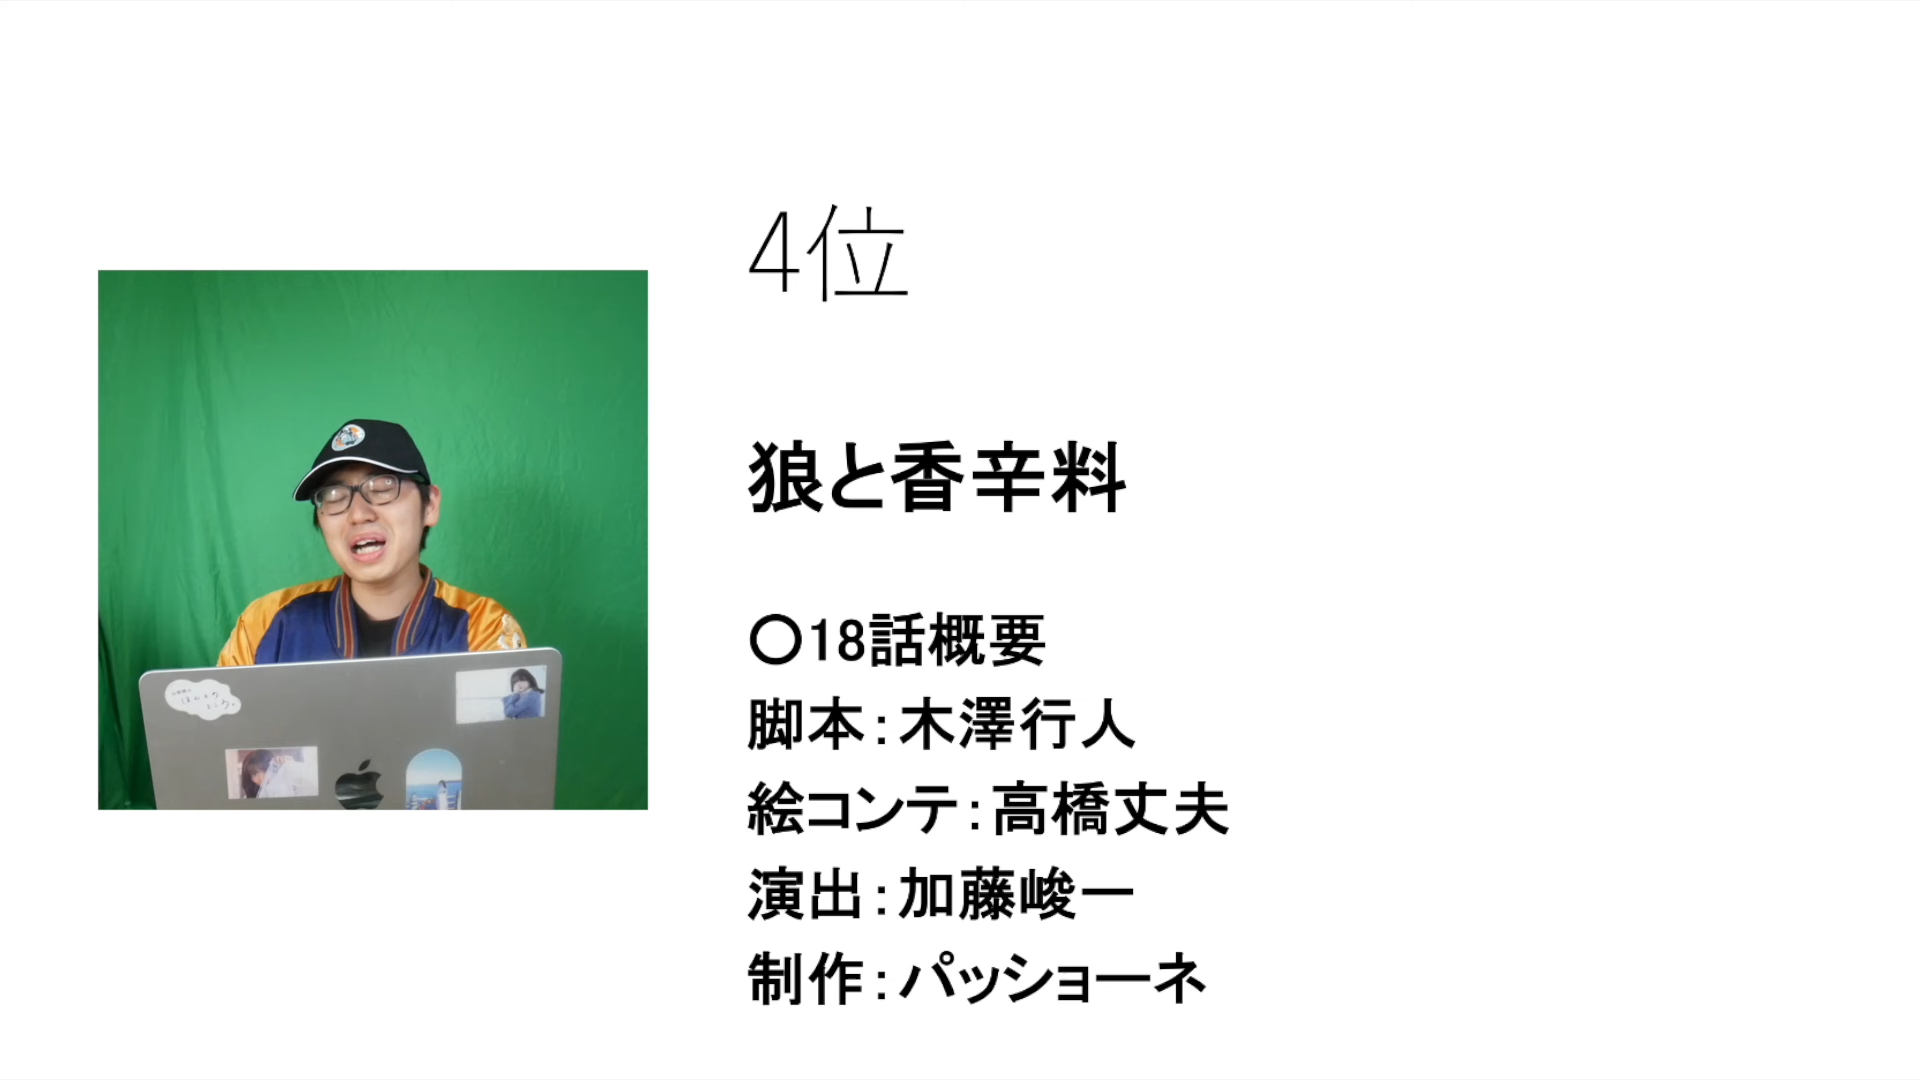 4位
狼と香辛料
〇18話概要
脚本：木澤行人
絵コンテ：高橋丈夫
演出：加藤峻一
制作：パッショーネ